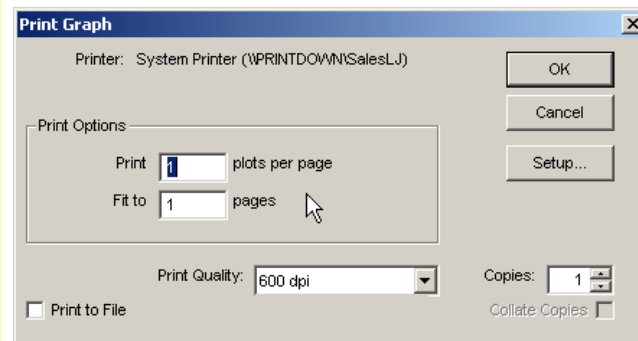 Print Graph
Printer: System Printer (\\PRINTDOWN\SalesLJ)
OK
Cancel
Setup...
Print Options
Print 1 plots per page
Fit to 1 pages
Print Quality: 600 dpi
Copies: 1
Print to File
Collate Copies